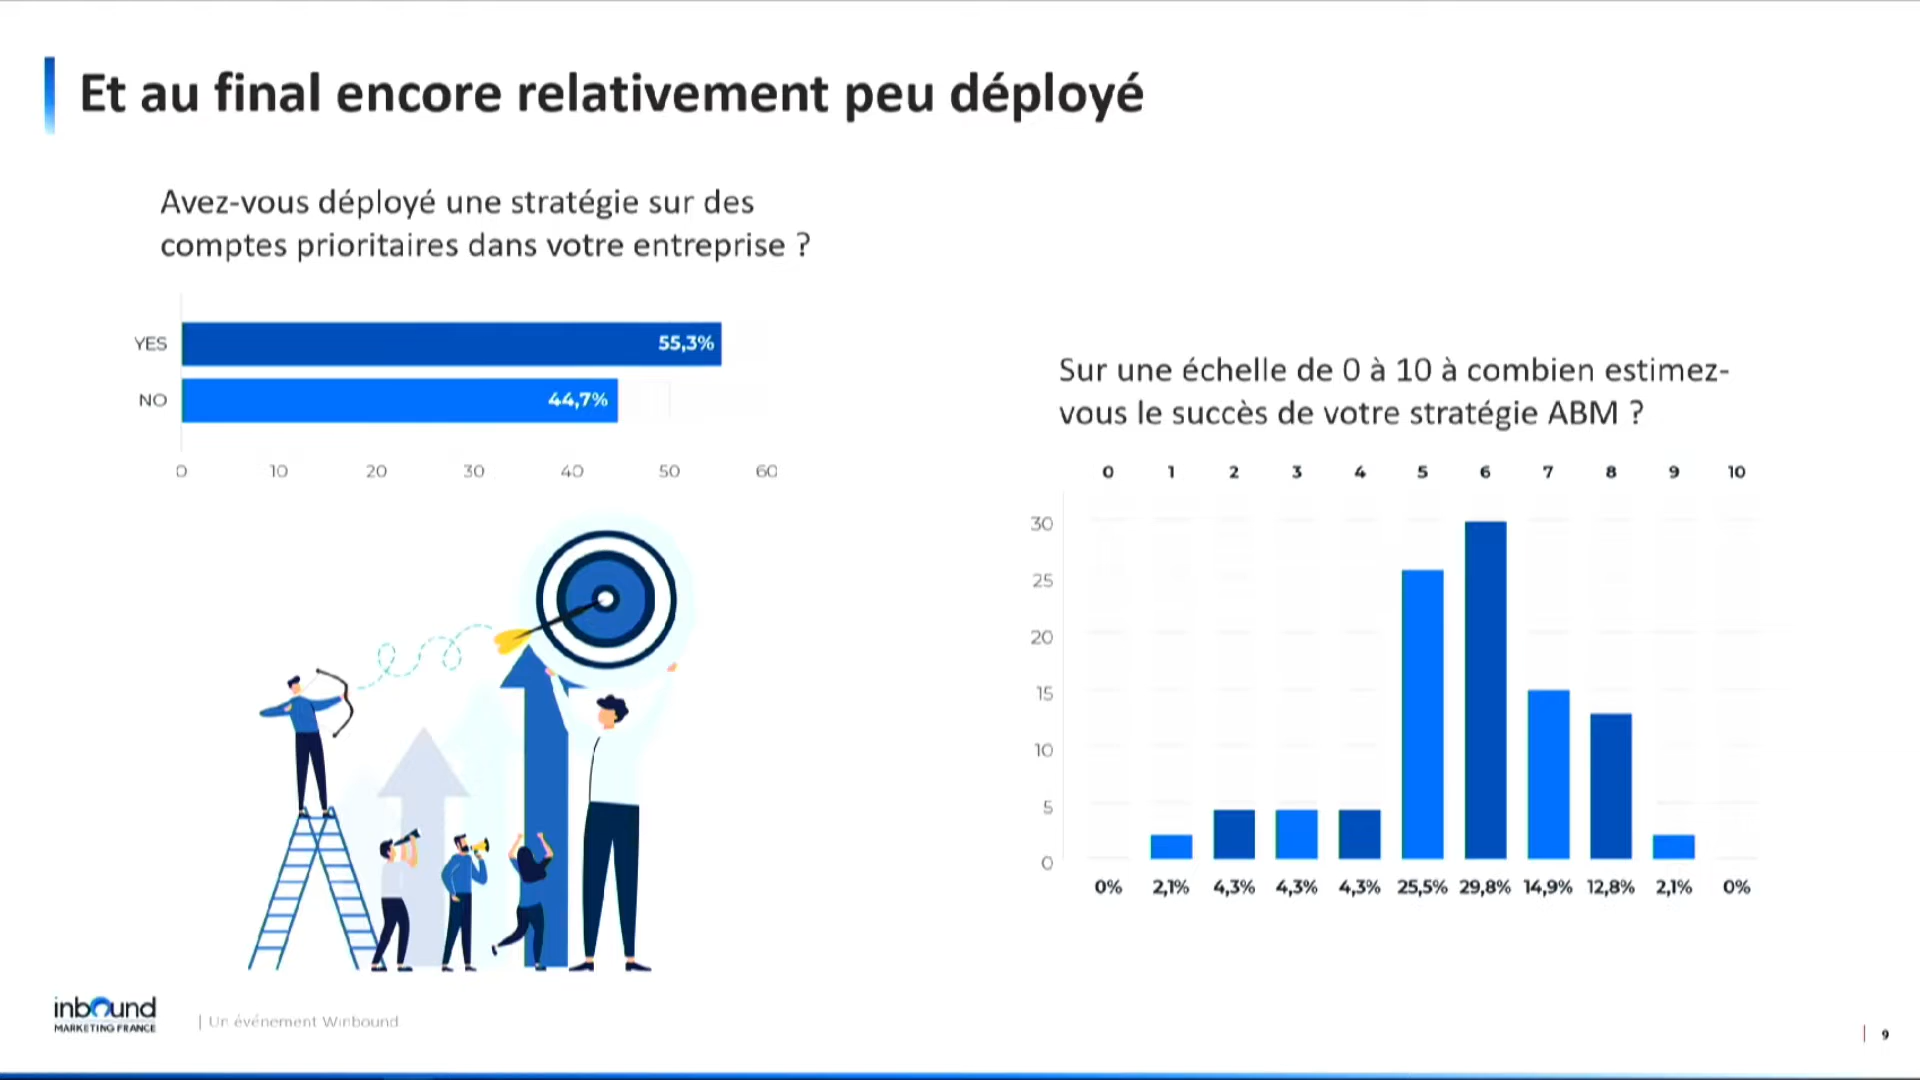 Et au final encore relativement peu déployé
Avez-vous déployé une stratégie sur des
comptes prioritaires dans votre entreprise ?
YES 55,3%
NO 44,7%
0 10 20 30 40 50 60
Sur une échelle de 0 à 10 à combien estimez-
vous le succès de votre stratégie ABM ?
0 1 2 3 4 5 6 7 8 9 10
30
25
20
15
10
5
0
0% 2,1% 4,3% 4,3% 4,3% 25,5% 29,8% 14,9% 12,8% 2,1% 0%
inbound
MARKETING FRANCE
| Un événement Winbound
| 9